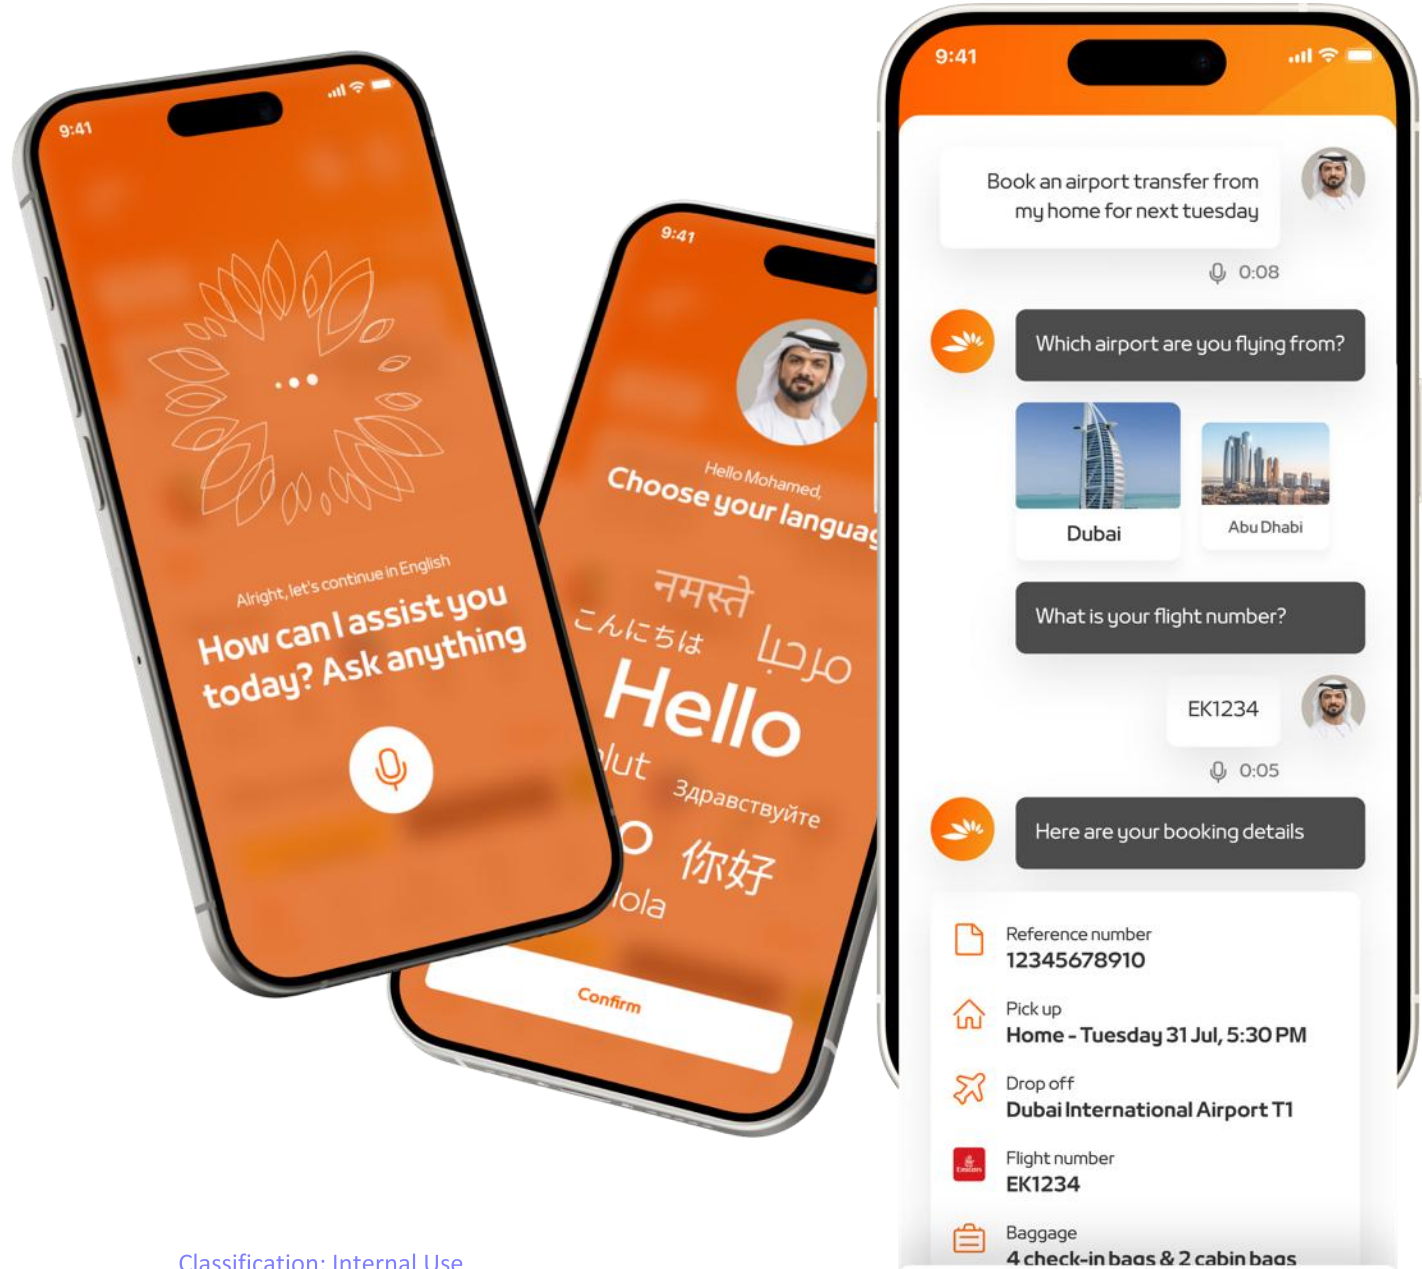 9:41
Alright, let's continue in English
How can I assist you
today? Ask anything
9:41
Hello Mohamed,
Choose your
नमस्ते
こんにちは
مرحبا
Hello
Здравствуйте
你好
Confirm
9:41
Book an airport transfer from
my home for next tuesday
0:08
Which airport are you flying from?
Dubai
Abu Dhabi
What is your flight number?
EK1234
0:05
Here are your booking details
Reference number
12345678910
Pick up
Home - Tuesday 31 Jul, 5:30 PM
Drop off
Dubai International Airport T1
Emirates
Flight number
EK1234
Baggage
4 check-in bags & 2 cabin bags
Classification: Internal Use